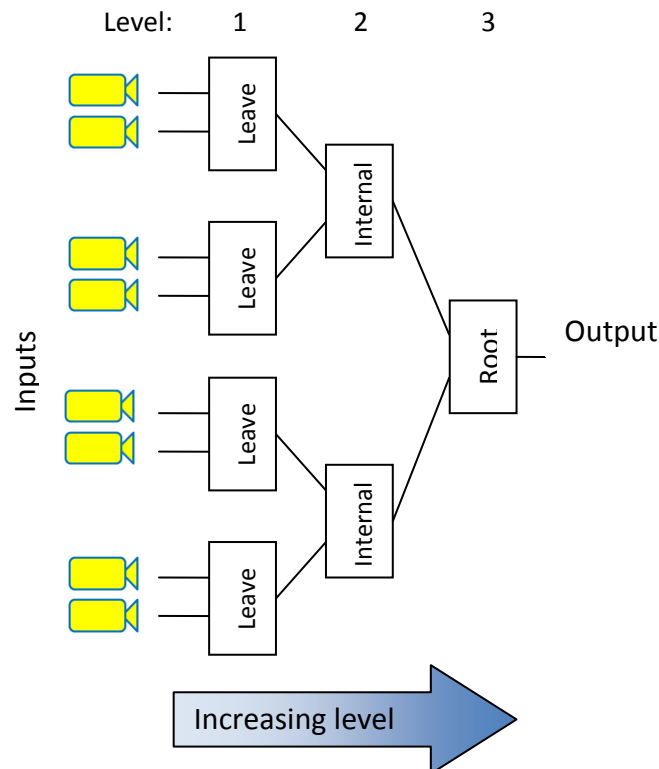 Level: 1 2 3
Leave
Internal
Leave
Inputs
Root
Output
Leave
Internal
Leave
Increasing level